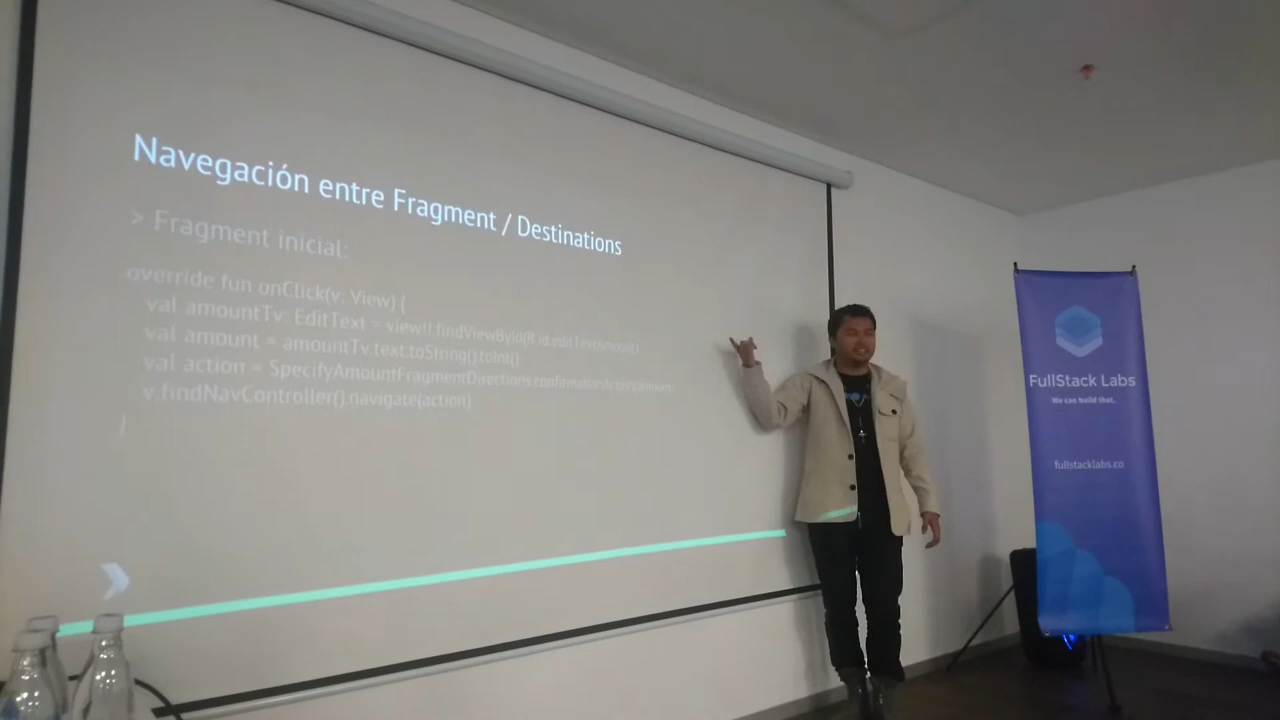 Navegación entre Fragment / Destinations
> Fragment inicial:
override fun onClick(v: View) {
val amountTv: EditText = view!!.findViewById(R.id.editTextAmount)
val amount = amountTv.text.toString().toInt()
val action = SpecifyAmountFragmentDirections.confirmationAction(amount)
v.findNavController().navigate(action)
}
FullStack Labs
We can build that.
fullstacklabs.co